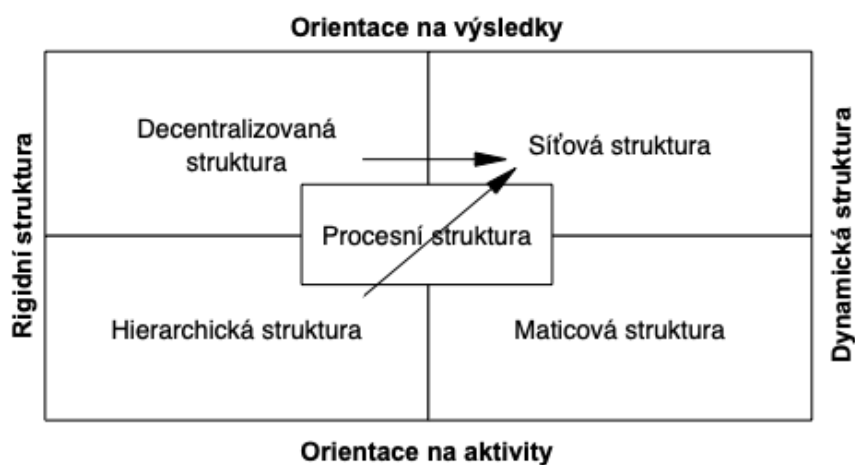 Orientace na výsledky
Rigidní struktura
Decentralizovaná
struktura
Síťová struktura
Procesní struktura
Hierarchická struktura
Maticová struktura
Dynamická struktura
Orientace na aktivity